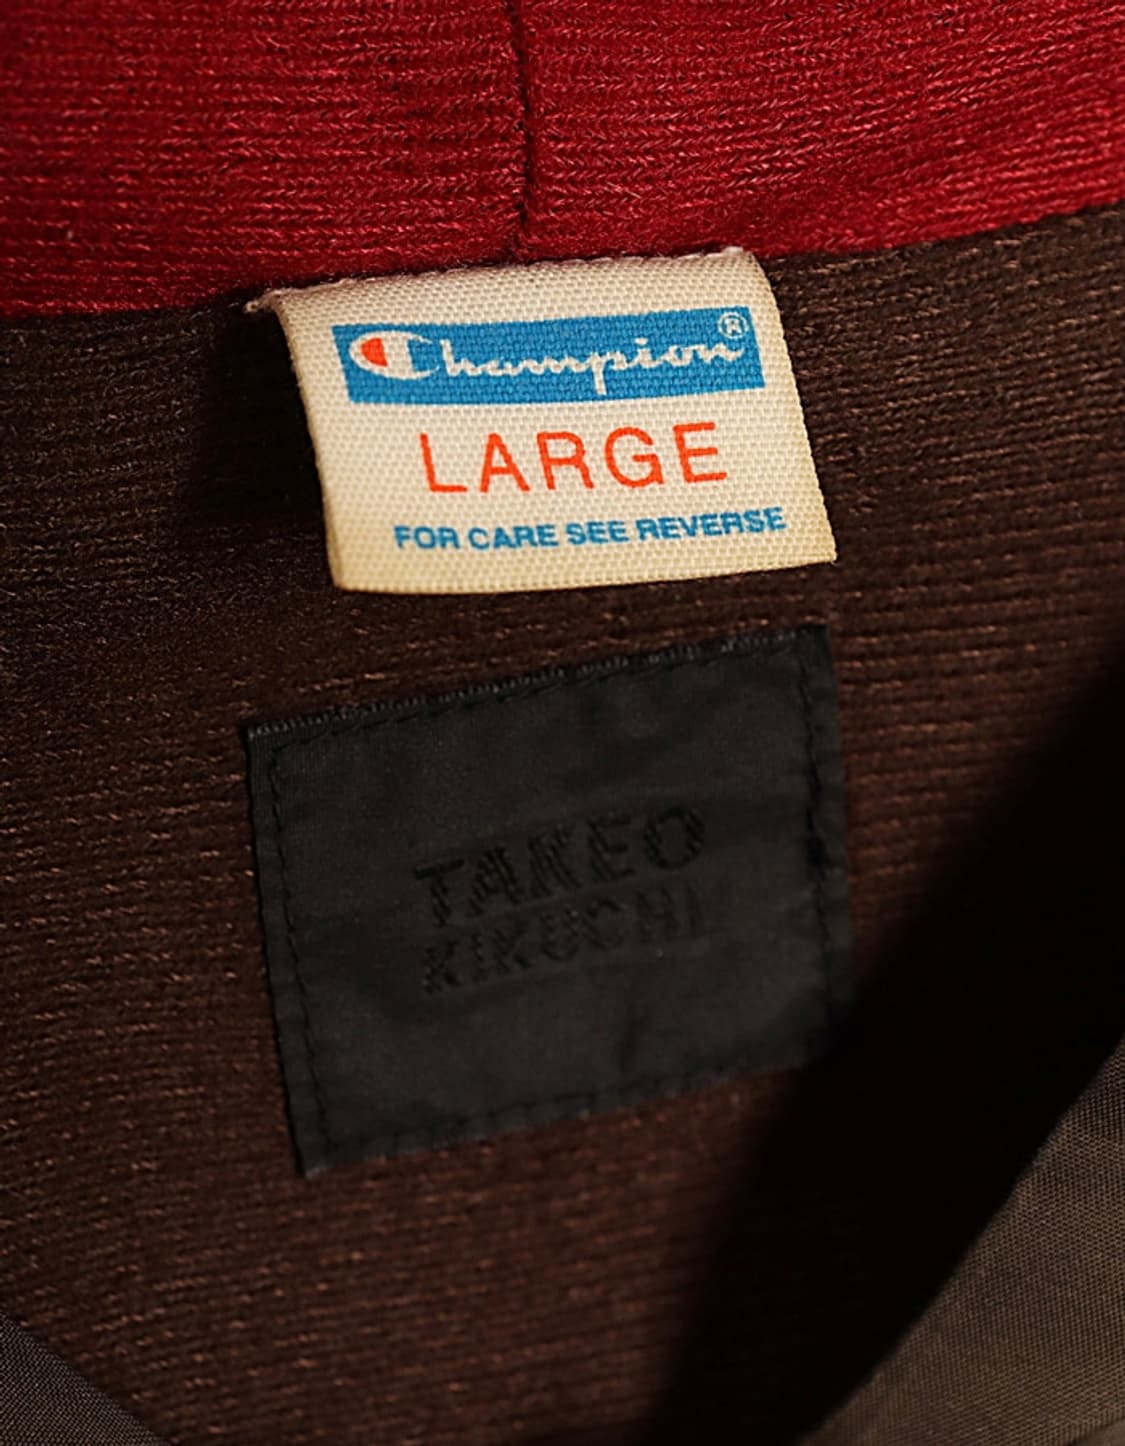 Champion®
LARGE
FOR CARE SEE REVERSE
TAKEO
KIKUCHI